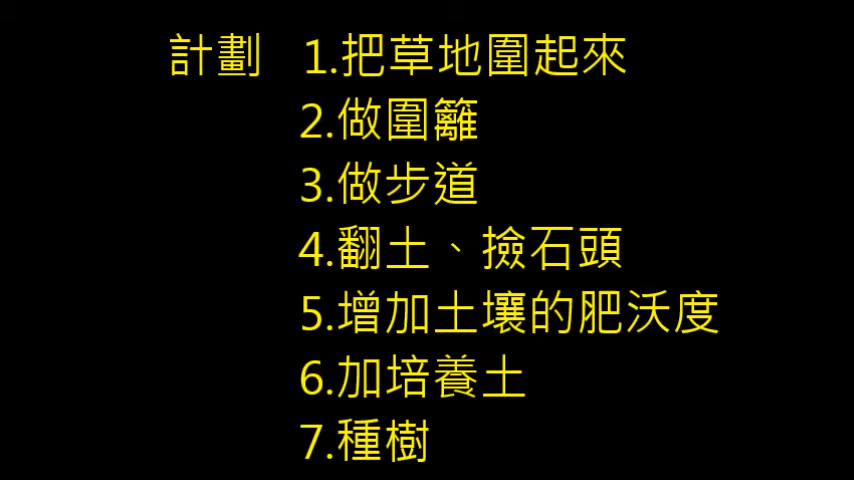 計劃 1.把草地圍起來
2.做圍籬
3.做步道
4.翻土、撿石頭
5.增加土壤的肥沃度
6.加培養土
7.種樹